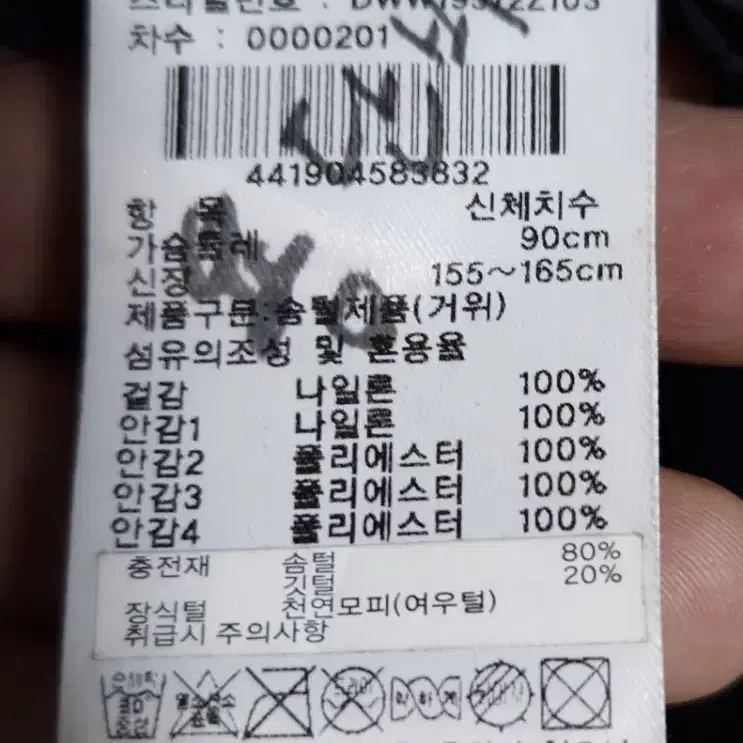 차수 : 0000201
441904583832
항 목 신체치수
가슴둘레 90cm
신장 155~165cm
제품구분:솜털제품(거위)
섬유의조성 및 혼용율
겉감 나일론 100%
안감1 나일론 100%
안감2 폴리에스터 100%
안감3 폴리에스터 100%
안감4 폴리에스터 100%
충전재 솜털 80%
깃털 20%
장식털 천연모피(여우털)
취급시 주의사항
약하게